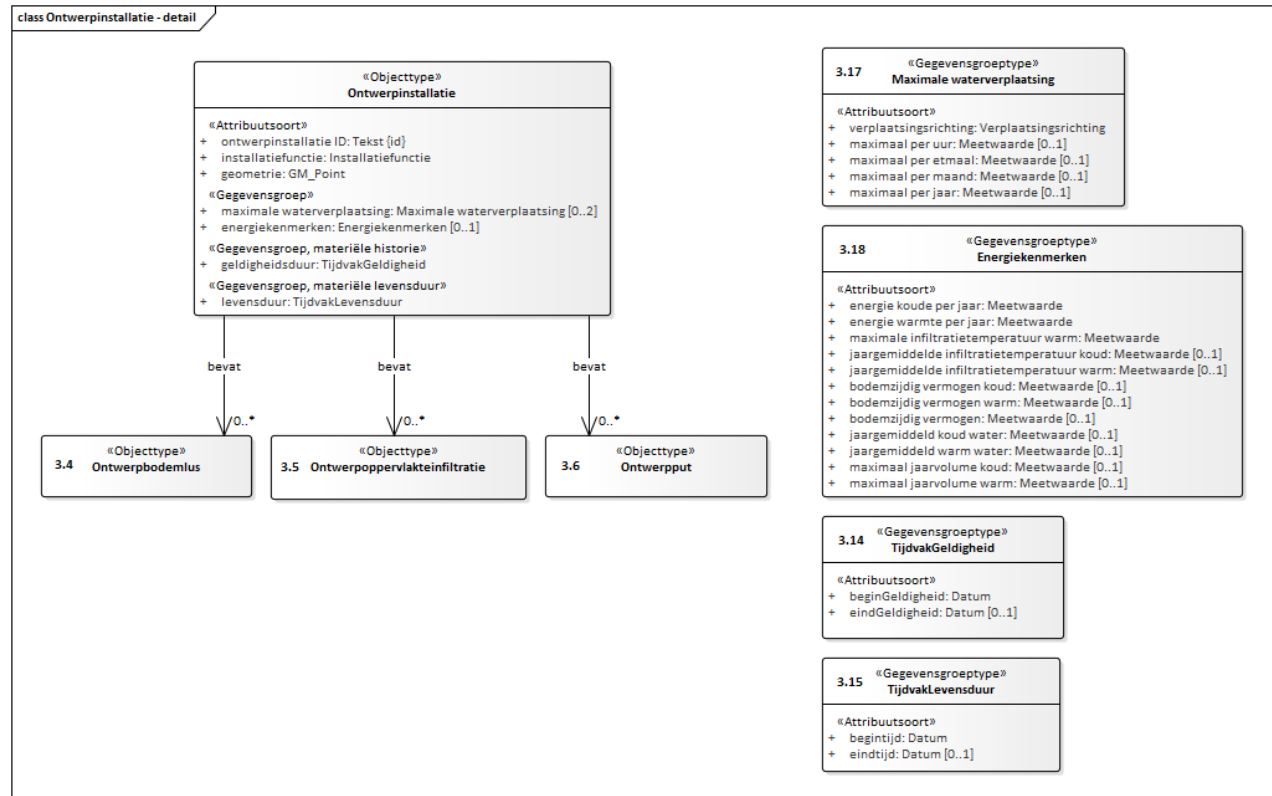 class Ontwerpinstallatie - detail
«Objecttype»
Ontwerpinstallatie
«Attribuutsoort»
+ ontwerpinstallatie ID: Tekst {id}
+ installatiefunctie: Installatiefunctie
+ geometrie: GM_Point
«Gegevensgroep»
+ maximale waterverplaatsing: Maximale waterverplaatsing [0..2]
+ energiekenmerken: Energiekenmerken [0..1]
«Gegevensgroep, materiële historie»
+ geldigheidsduur: TijdvakGeldigheid
«Gegevensgroep, materiële levensduur»
+ levensduur: TijdvakLevensduur
bevat
bevat
bevat
0..*
0..*
0..*
«Objecttype»
3.4 Ontwerpbodemlus
«Objecttype»
3.5 Ontwerpoppervlakteinfiltratie
«Objecttype»
3.6 Ontwerpput
«Gegevensgroeptype»
3.17 Maximale waterverplaatsing
«Attribuutsoort»
+ verplaatsingsrichting: Verplaatsingsrichting
+ maximaal per uur: Meetwaarde [0..1]
+ maximaal per etmaal: Meetwaarde [0..1]
+ maximaal per maand: Meetwaarde [0..1]
+ maximaal per jaar: Meetwaarde [0..1]
«Gegevensgroeptype»
3.18 Energiekenmerken
«Attribuutsoort»
+ energie koude per jaar: Meetwaarde
+ energie warmte per jaar: Meetwaarde
+ maximale infiltratietemperatuur warm: Meetwaarde
+ jaargemiddelde infiltratietemperatuur koud: Meetwaarde [0..1]
+ jaargemiddelde infiltratietemperatuur warm: Meetwaarde [0..1]
+ bodemzijdig vermogen koud: Meetwaarde [0..1]
+ bodemzijdig vermogen warm: Meetwaarde [0..1]
+ bodemzijdig vermogen: Meetwaarde [0..1]
+ jaargemiddeld koud water: Meetwaarde [0..1]
+ jaargemiddeld warm water: Meetwaarde [0..1]
+ maximaal jaarvolume koud: Meetwaarde [0..1]
+ maximaal jaarvolume warm: Meetwaarde [0..1]
«Gegevensgroeptype»
3.14 TijdvakGeldigheid
«Attribuutsoort»
+ beginGeldigheid: Datum
+ eindGeldigheid: Datum [0..1]
«Gegevensgroeptype»
3.15 TijdvakLevensduur
«Attribuutsoort»
+ begintijd: Datum
+ eindtijd: Datum [0..1]